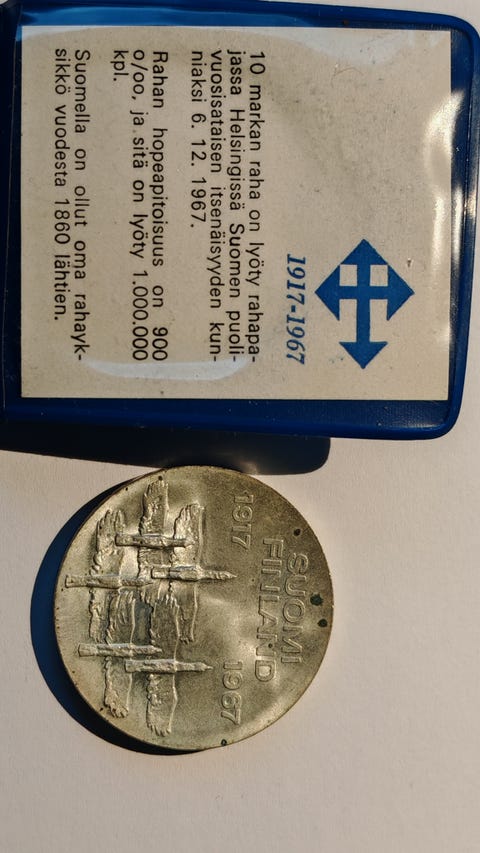 1917-1967
10 markan raha on lyöty rahapa-
jassa Helsingissä Suomen puoli-
vuosisataisen itsenäisyyden kun-
niaksi 6. 12. 1967.
Rahan hopeapitoisuus on 900
o/oo, ja sitä on lyöty 1.000.000
kpl.
Suomella on ollut oma rahayk-
sikkö vuodesta 1860 lähtien.
SUOMI
FINLAND
1917 1967